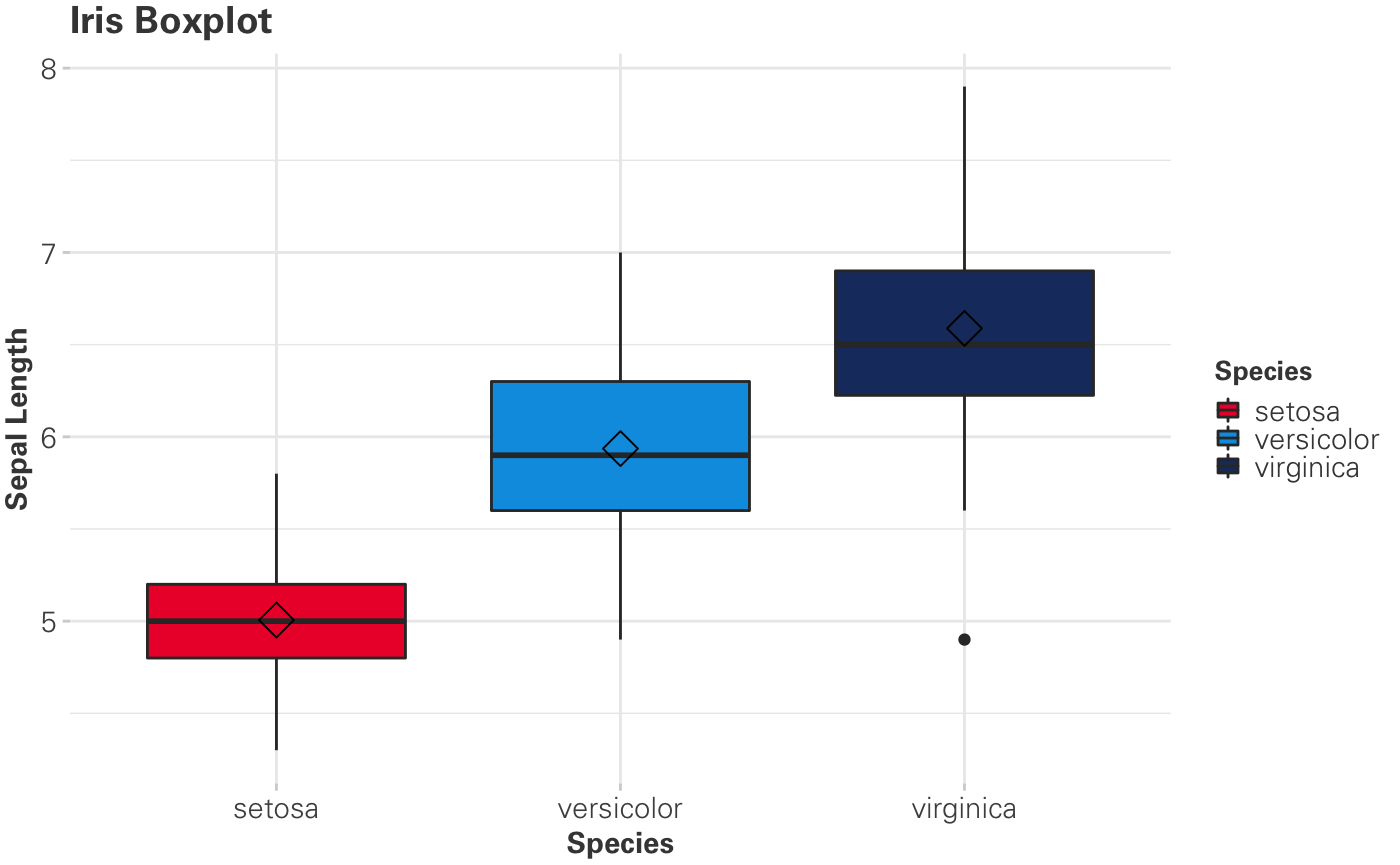 Iris Boxplot
8
7
6
5
Sepal Length
setosa
versicolor
virginica
Species
Species
setosa
versicolor
virginica